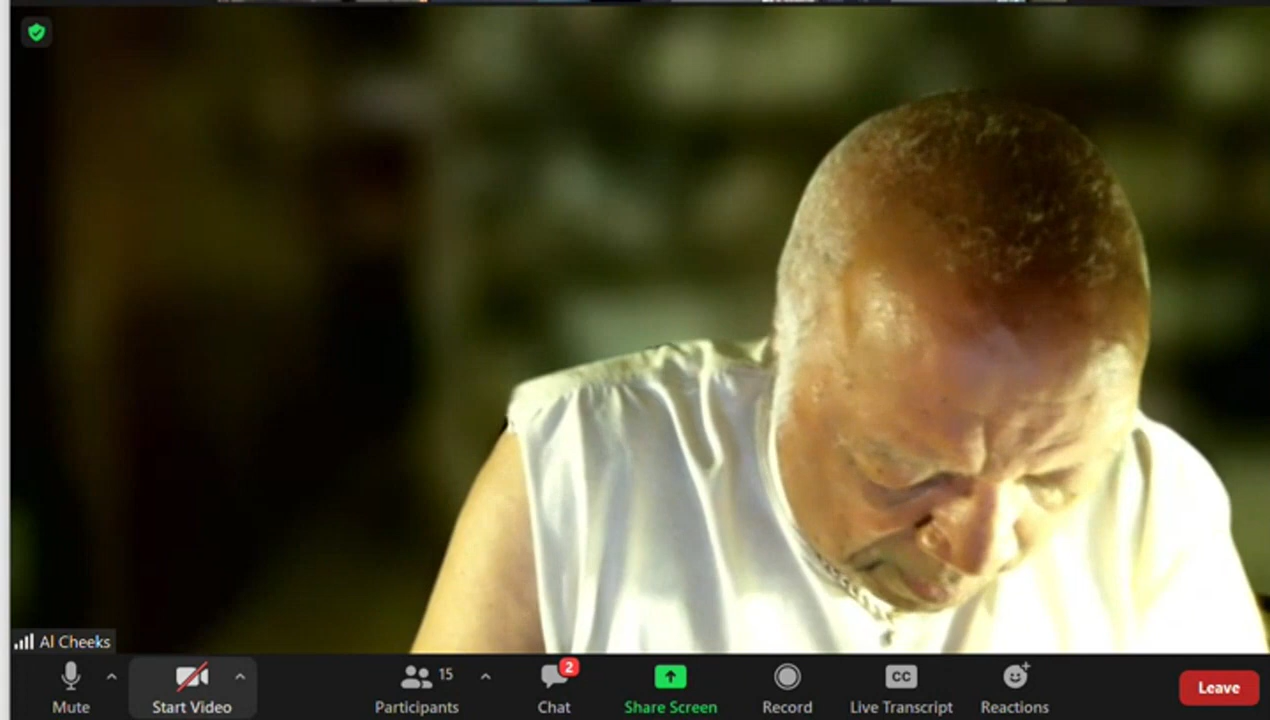 Al Cheeks
15
2
CC
Mute
Start Video
Participants
Chat
Share Screen
Record
Live Transcript
Reactions
Leave